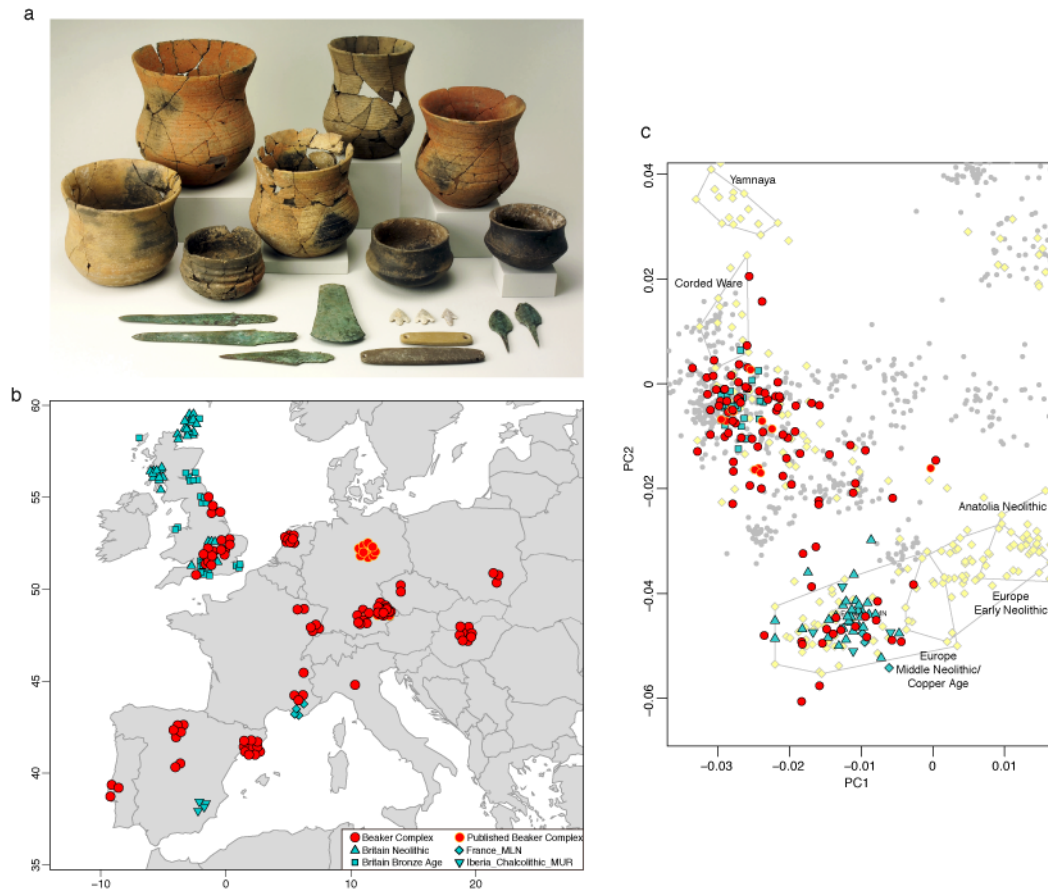 a
b
60
55
50
45
40
35
−10
0
10
20
Beaker Complex
Published Beaker Complex
Britain Neolithic
France_MLN
Britain Bronze Age
Iberia_Chalcolithic_MUR
c
0.04
0.02
0
−0.02
−0.04
−0.06
PC2
Yamnaya
Corded Ware
Anatolia Neolithic
Europe
Early Neolithic
Europe
Middle Neolithic/
Copper Age
−0.03
−0.02
−0.01
0
0.01
PC1